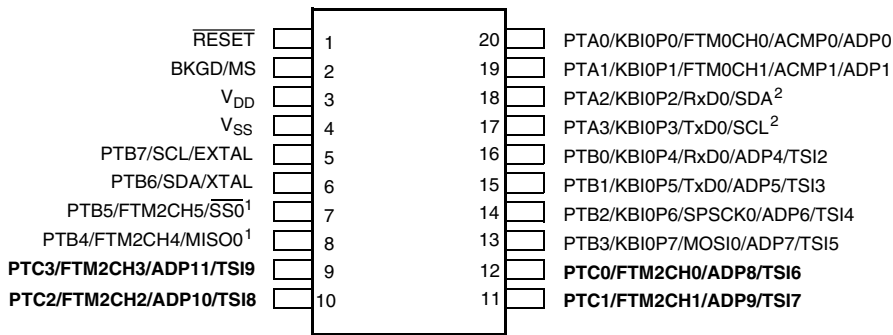 RESET 1 20 PTA0/KBI0P0/FTM0CH0/ACMP0/ADP0
BKGD/MS 2 19 PTA1/KBI0P1/FTM0CH1/ACMP1/ADP1
VDD 3 18 PTA2/KBI0P2/RxD0/SDA2
VSS 4 17 PTA3/KBI0P3/TxD0/SCL2
PTB7/SCL/EXTAL 5 16 PTB0/KBI0P4/RxD0/ADP4/TSI2
PTB6/SDA/XTAL 6 15 PTB1/KBI0P5/TxD0/ADP5/TSI3
PTB5/FTM2CH5/SS01 7 14 PTB2/KBI0P6/SPSCK0/ADP6/TSI4
PTB4/FTM2CH4/MISO01 8 13 PTB3/KBI0P7/MOSI0/ADP7/TSI5
PTC3/FTM2CH3/ADP11/TSI9 9 12 PTC0/FTM2CH0/ADP8/TSI6
PTC2/FTM2CH2/ADP10/TSI8 10 11 PTC1/FTM2CH1/ADP9/TSI7